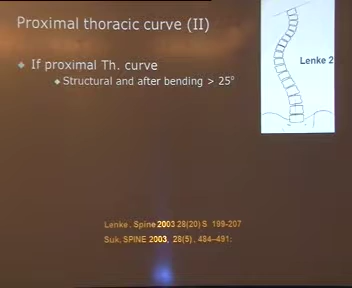 Proximal thoracic curve (II)
If proximal Th. curve
Structural and after bending > 25°
Lenke 2
Lenke. Spine 2003 28(20) S 199-207
Suk. SPINE 2003, 28(5), 484–491: